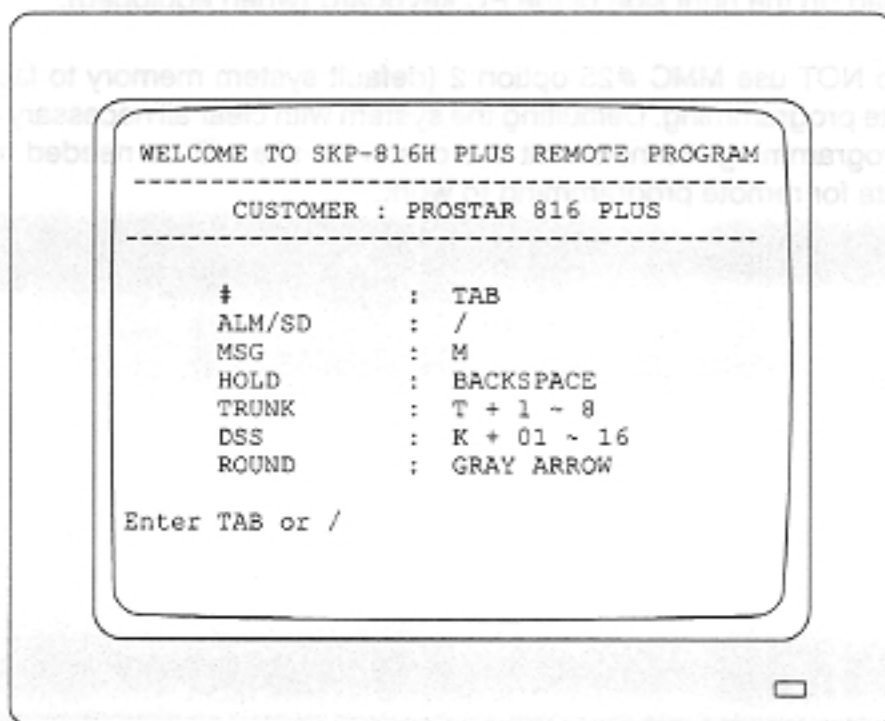 WELCOME TO SKP-816H PLUS REMOTE PROGRAM
CUSTOMER : PROSTAR 816 PLUS
# : TAB
ALM/SD : /
MSG : M
HOLD : BACKSPACE
TRUNK : T + 1 ~ 8
DSS : K + 01 ~ 16
ROUND : GRAY ARROW
Enter TAB or /